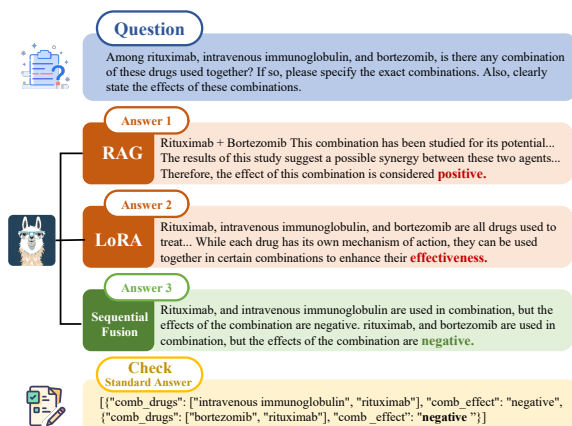 Question
Among rituximab, intravenous immunoglobulin, and bortezomib, is there any combination
of these drugs used together? If so, please specify the exact combinations. Also, clearly
state the effects of these combinations.
Answer 1
RAG
Rituximab + Bortezomib This combination has been studied for its potential...
The results of this study suggest a possible synergy between these two agents...
Therefore, the effect of this combination is considered positive.
Answer 2
LoRA
Rituximab, intravenous immunoglobulin, and bortezomib are all drugs used to
treat... While each drug has its own mechanism of action, they can be used
together in certain combinations to enhance their effectiveness.
Answer 3
Sequential
Fusion
Rituximab, and intravenous immunoglobulin are used in combination, but the
effects of the combination are negative. rituximab, and bortezomib are used in
combination, but the effects of the combination are negative.
Check
Standard Answer
[{"comb_drugs": ["intravenous immunoglobulin", "rituximab"], "comb_effect": "negative",
{"comb_drugs": ["bortezomib", "rituximab"], "comb _effect": "negative "}]